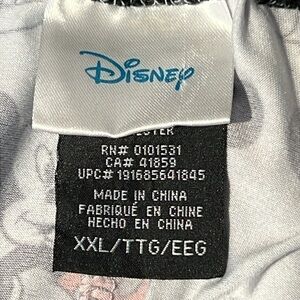 Disney
RN# 0101531
CA# 41859
UPC# 191685641845
MADE IN CHINA
FABRIQUÉ EN CHINE
HECHO EN CHINA
XXL/TTG/EEG